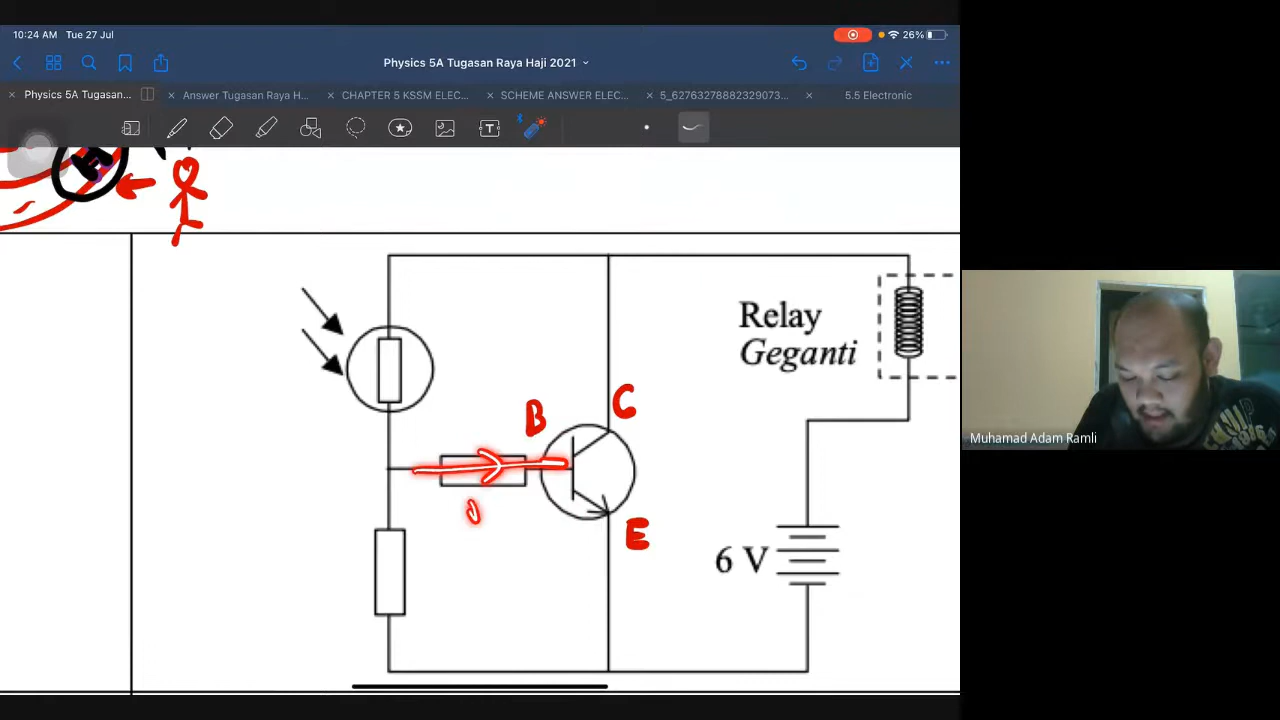 10:24 AM Tue 27 Jul
26%
Physics 5A Tugasan Raya Haji 2021
Physics 5A Tugasan...
Answer Tugasan Raya H...
CHAPTER 5 KSSM ELEC...
SCHEME ANSWER ELEC...
5_62763278882329073...
5.5 Electronic
T
Relay
Geganti
B
C
E
6 V
Muhamad Adam Ramli